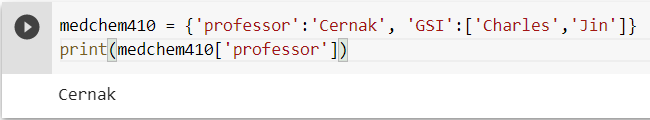 medchem410 = {'professor':'Cernak', 'GSI':['Charles','Jin']}
print(medchem410['professor'])
Cernak